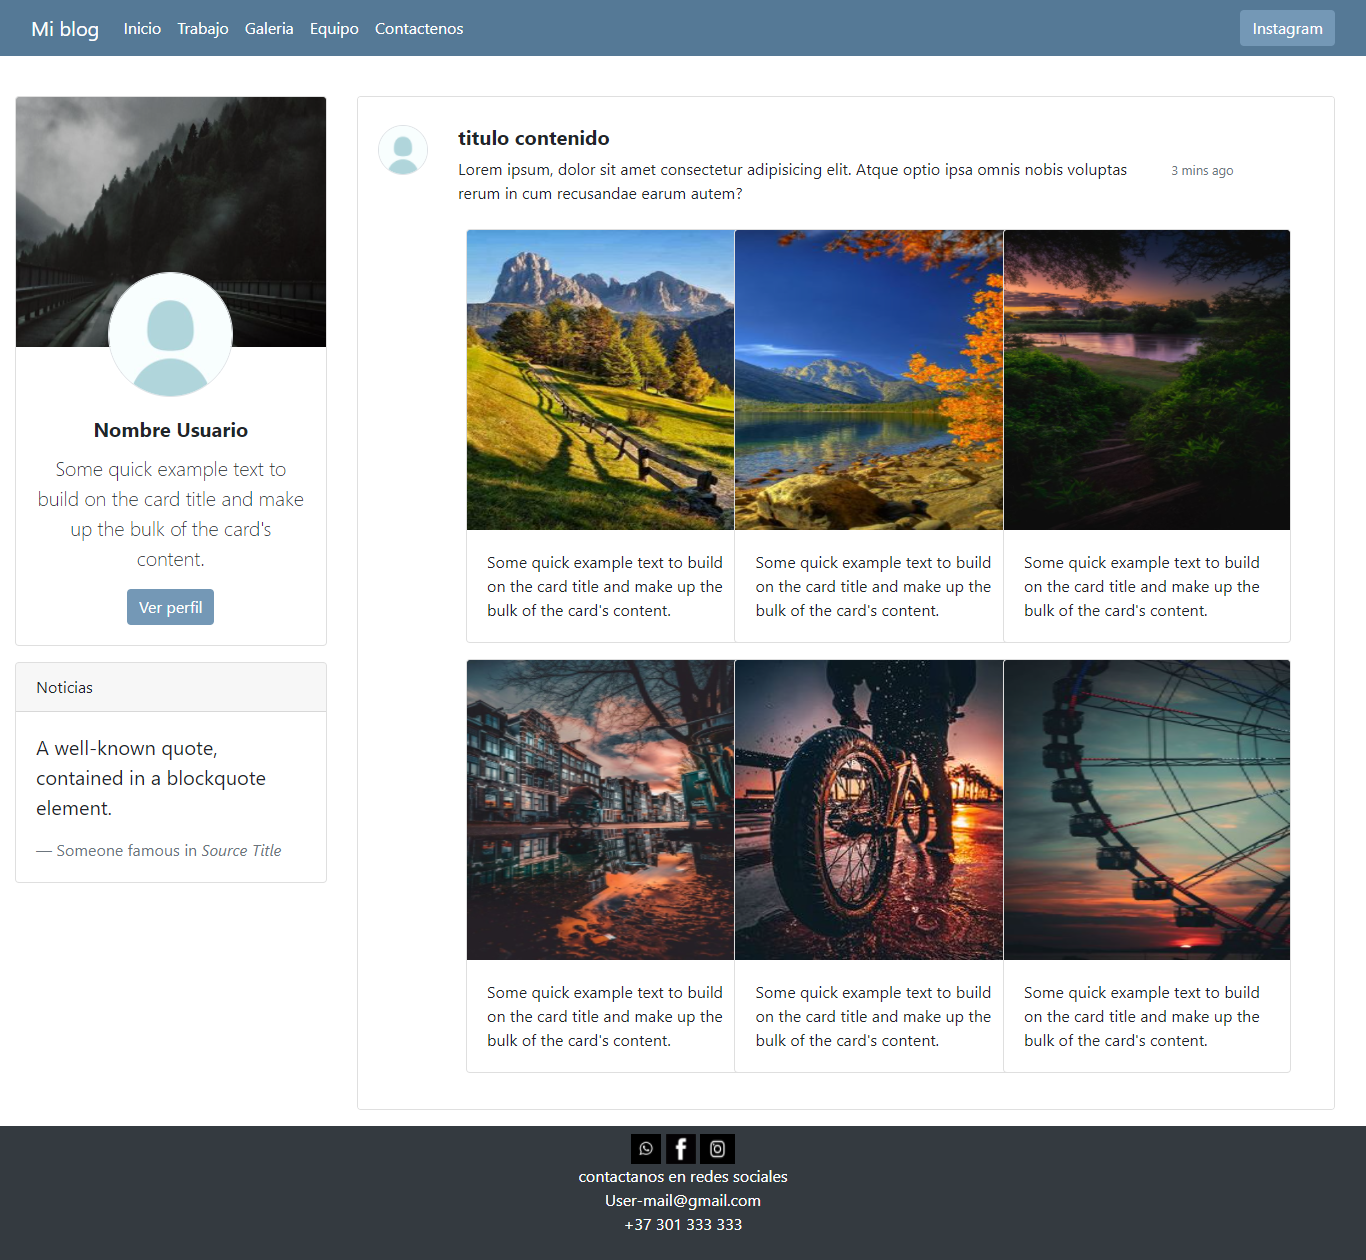 Mi blog Inicio Trabajo Galeria Equipo Contactenos Instagram
Nombre Usuario
Some quick example text to
build on the card title and make
up the bulk of the card's
content.
Ver perfil
Noticias
A well-known quote,
contained in a blockquote
element.
— Someone famous in Source Title
titulo contenido
Lorem ipsum, dolor sit amet consectetur adipisicing elit. Atque optio ipsa omnis nobis voluptas
rerum in cum recusandae earum autem?
3 mins ago
Some quick example text to build
on the card title and make up the
bulk of the card's content.
Some quick example text to build
on the card title and make up the
bulk of the card's content.
Some quick example text to build
on the card title and make up the
bulk of the card's content.
Some quick example text to build
on the card title and make up the
bulk of the card's content.
Some quick example text to build
on the card title and make up the
bulk of the card's content.
Some quick example text to build
on the card title and make up the
bulk of the card's content.
contactanos en redes sociales
User-mail@gmail.com
+37 301 333 333